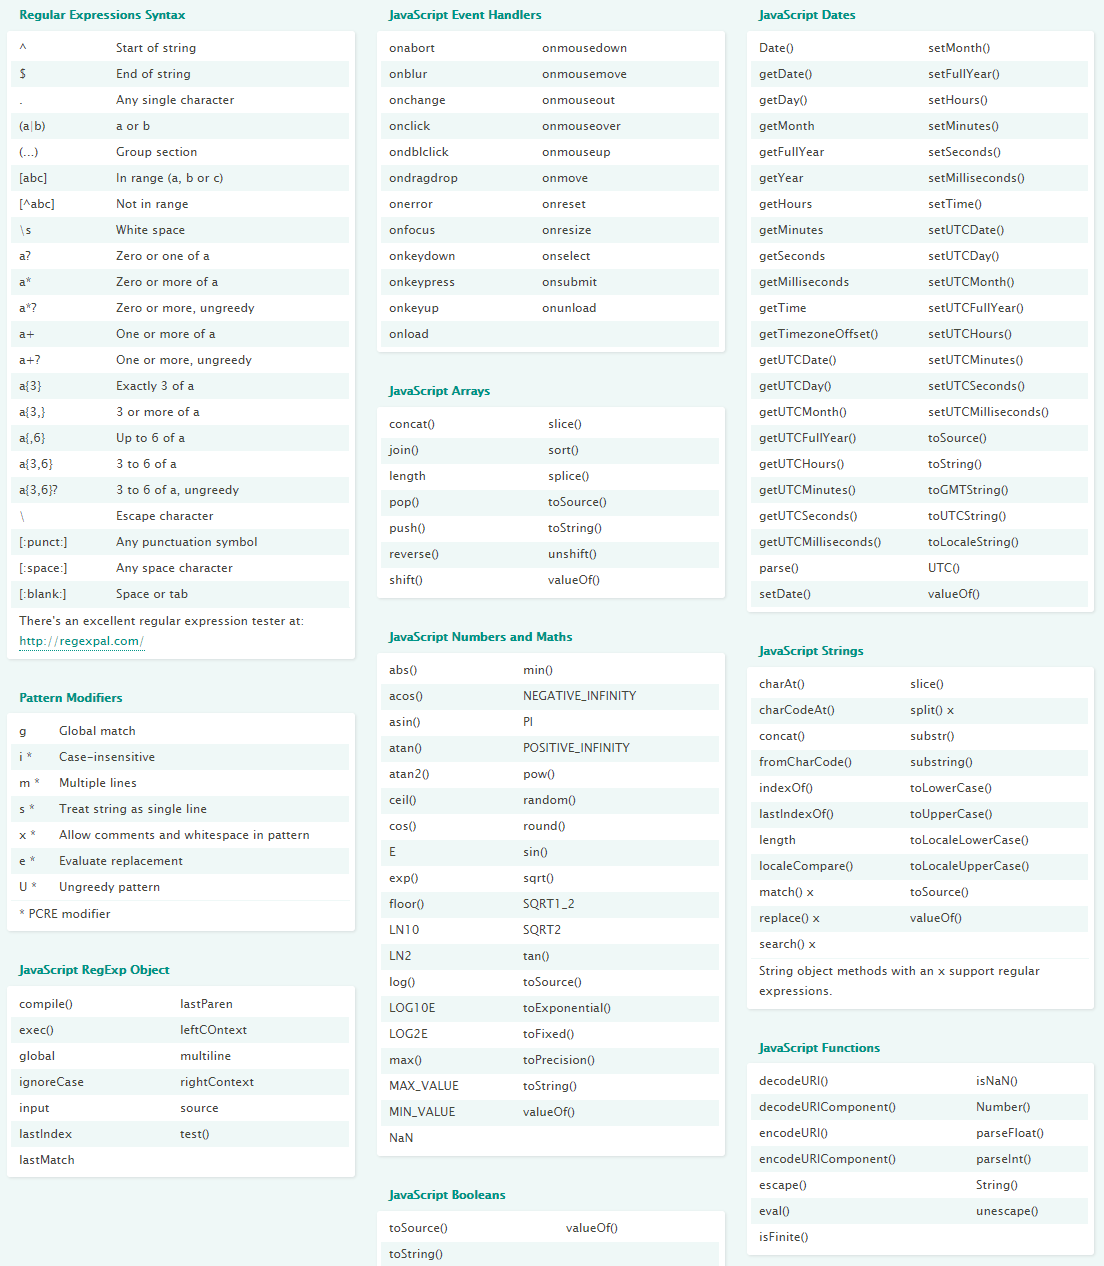 Regular Expressions Syntax
^ Start of string
$ End of string
. Any single character
(a|b) a or b
(...) Group section
[abc] In range (a, b or c)
[^abc] Not in range
\s White space
a? Zero or one of a
a* Zero or more of a
a*? Zero or more, ungreedy
a+ One or more of a
a+? One or more, ungreedy
a{3} Exactly 3 of a
a{3,} 3 or more of a
a{,6} Up to 6 of a
a{3,6} 3 to 6 of a
a{3,6}? 3 to 6 of a, ungreedy
\ Escape character
[:punct:] Any punctuation symbol
[:space:] Any space character
[:blank:] Space or tab
There's an excellent regular expression tester at:
http://regexpal.com/
Pattern Modifiers
g Global match
i * Case-insensitive
m * Multiple lines
s * Treat string as single line
x * Allow comments and whitespace in pattern
e * Evaluate replacement
U * Ungreedy pattern
* PCRE modifier
JavaScript RegExp Object
compile() lastParen
exec() leftCOntext
global multiline
ignoreCase rightContext
input source
lastIndex test()
lastMatch
JavaScript Event Handlers
onabort onmousedown
onblur onmousemove
onchange onmouseout
onclick onmouseover
ondblclick onmouseup
ondragdrop onmove
onerror onreset
onfocus onresize
onkeydown onselect
onkeypress onsubmit
onkeyup onunload
onload
JavaScript Arrays
concat() slice()
join() sort()
length splice()
pop() toSource()
push() toString()
reverse() unshift()
shift() valueOf()
JavaScript Numbers and Maths
abs() min()
acos() NEGATIVE_INFINITY
asin() PI
atan() POSITIVE_INFINITY
atan2() pow()
ceil() random()
cos() round()
E sin()
exp() sqrt()
floor() SQRT1_2
LN10 SQRT2
LN2 tan()
log() toSource()
LOG10E toExponential()
LOG2E toFixed()
max() toPrecision()
MAX_VALUE toString()
MIN_VALUE valueOf()
NaN
JavaScript Booleans
toSource() valueOf()
toString()
JavaScript Dates
Date() setMonth()
getDate() setFullYear()
getDay() setHours()
getMonth setMinutes()
getFullYear setSeconds()
getYear setMilliseconds()
getHours setTime()
getMinutes setUTCDate()
getSeconds setUTCDay()
getMilliseconds setUTCMonth()
getTime setUTCFullYear()
getTimezoneOffset() setUTCHours()
getUTCDate() setUTCMinutes()
getUTCDay() setUTCSeconds()
getUTCMonth() setUTCMilliseconds()
getUTCFullYear() toSource()
getUTCHours() toString()
getUTCMinutes() toGMTString()
getUTCSeconds() toUTCString()
getUTCMilliseconds() toLocaleString()
parse() UTC()
setDate() valueOf()
JavaScript Strings
charAt() slice()
charCodeAt() split() x
concat() substr()
fromCharCode() substring()
indexOf() toLowerCase()
lastIndexOf() toUpperCase()
length toLocaleLowerCase()
localeCompare() toLocaleUpperCase()
match() x toSource()
replace() x valueOf()
search() x
String object methods with an x support regular
expressions.
JavaScript Functions
decodeURI() isNaN()
decodeURIComponent() Number()
encodeURI() parseFloat()
encodeURIComponent() parseInt()
escape() String()
eval() unescape()
isFinite()